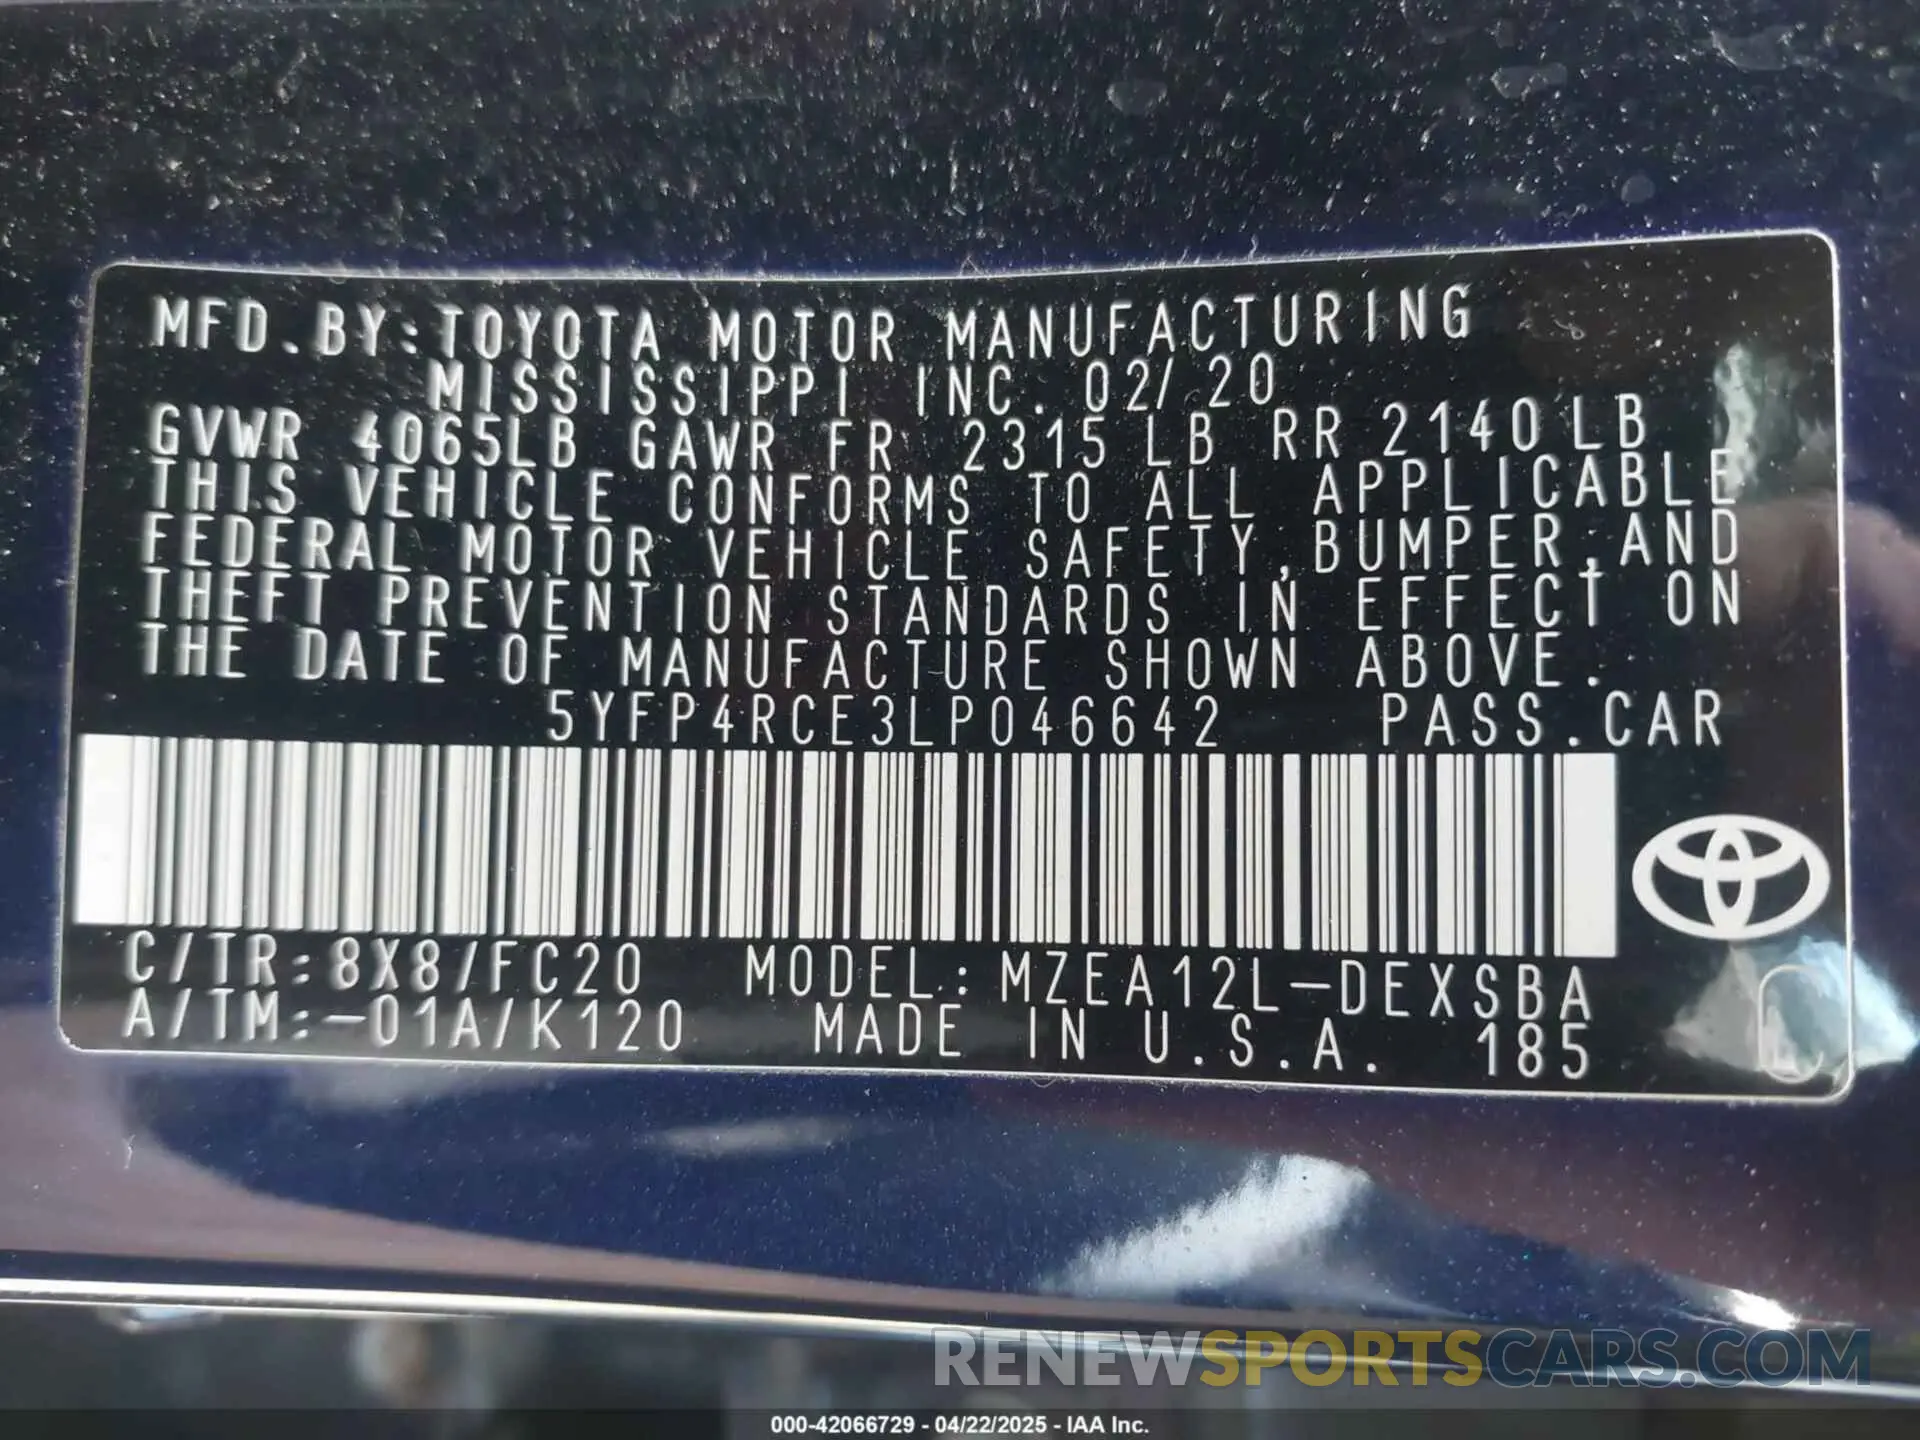 MFD.BY:TOYOTA MOTOR MANUFACTURING
MISSISSIPPI INC. 02/20
GVWR 4065LB GAWR FR 2315 LB RR 2140LB
THIS VEHICLE CONFORMS TO ALL APPLICABLE
FEDERAL MOTOR VEHICLE SAFETY,BUMPER,AND
THEFT PREVENTION STANDARDS IN EFFECT ON
THE DATE OF MANUFACTURE SHOWN ABOVE.
5YFP4RCE3LP046642 PASS.CAR
C/TR:8X8/FC20 MODEL:MZEA12L-DEXSBA
A/TM:-01A/K120 MADE IN U.S.A. 185
RENEWSPORTSCARS.COM
000-42066729 - 04/22/2025 - IAA Inc.